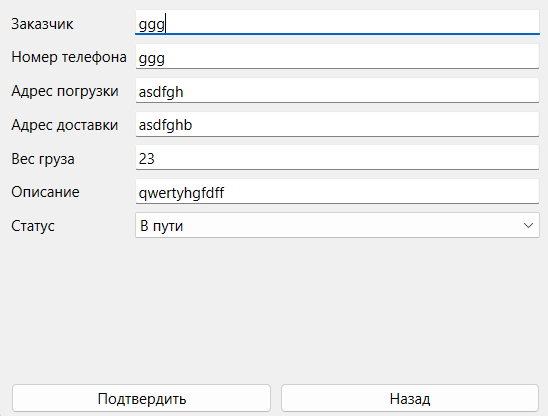 Заказчик ggg
Номер телефона ggg
Адрес погрузки asdfgh
Адрес доставки asdfghb
Вес груза 23
Описание qwertyhgfdff
Статус В пути
Подтвердить Назад